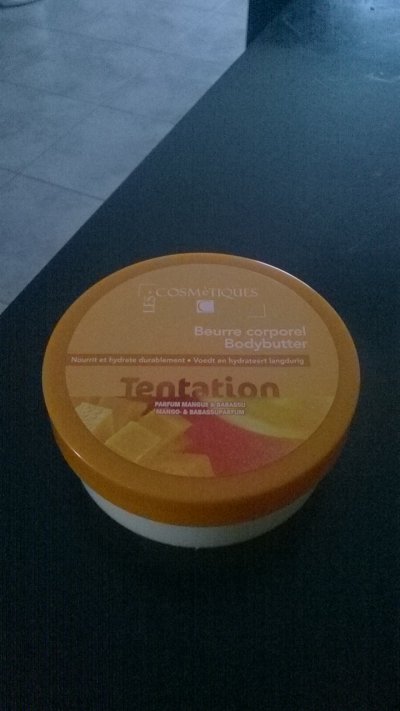 LES COSMéTIQUES
Beurre corporel
Bodybutter
Nourrit et hydrate durablement • Voedt en hydrateert langdurig
Tentation
PARFUM MANGUE & BABASSU
MANGO- & BABASSUPARFUM